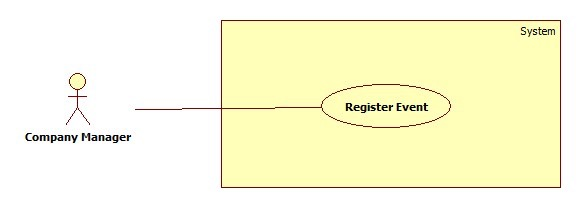 System
Register Event
Company Manager